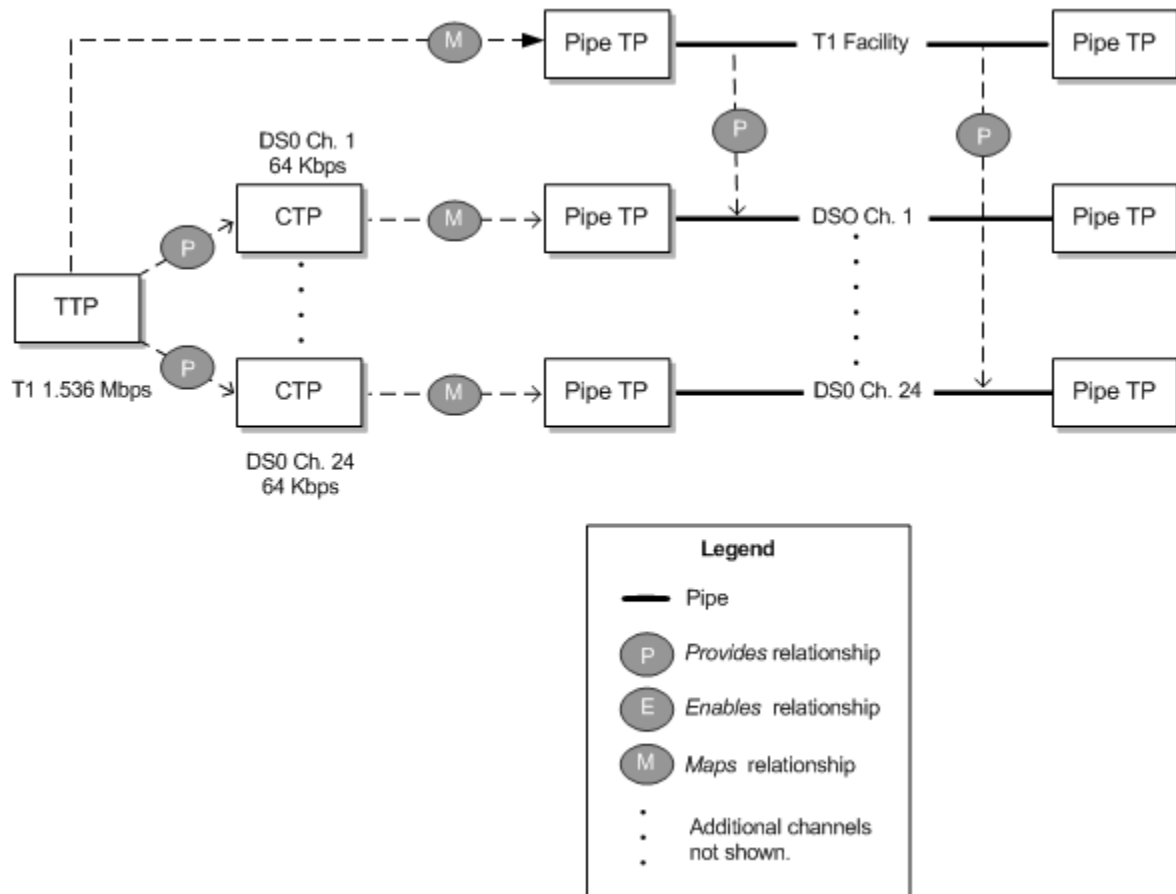 M
Pipe TP
T1 Facility
Pipe TP
P
P
DS0 Ch. 1
64 Kbps
CTP
M
Pipe TP
DSO Ch. 1
Pipe TP
P
TTP
T1 1.536 Mbps
P
CTP
M
Pipe TP
DS0 Ch. 24
Pipe TP
DS0 Ch. 24
64 Kbps
Legend
Pipe
P Provides relationship
E Enables relationship
M Maps relationship
Additional channels
not shown.